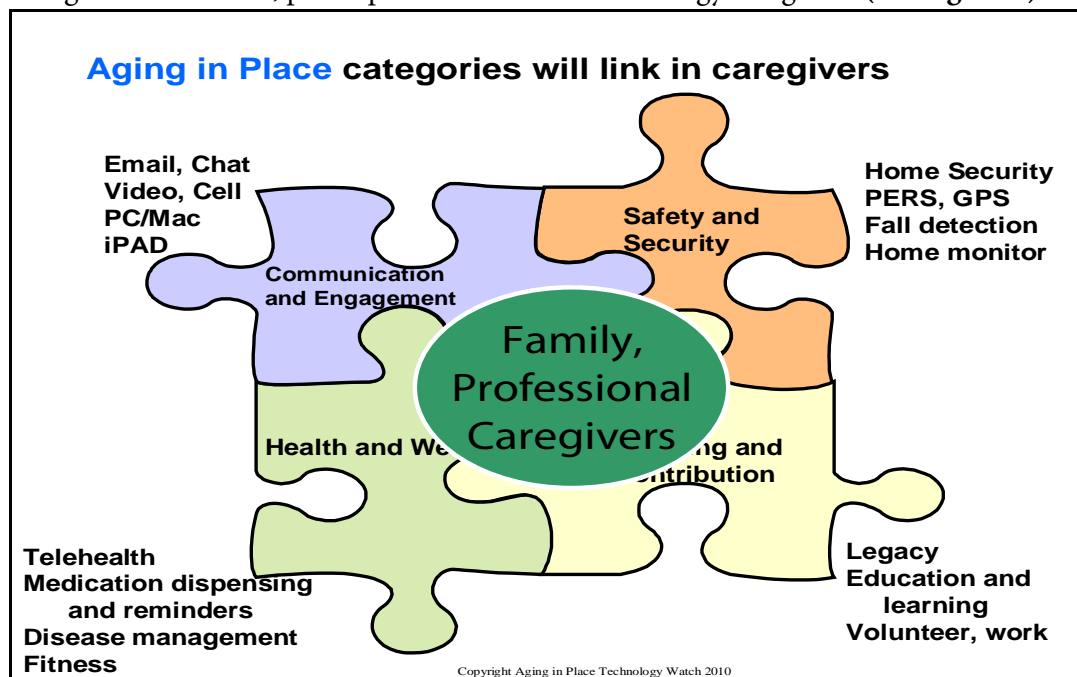 Aging in Place categories will link in caregivers
Email, Chat
Video, Cell
PC/Mac
iPAD
Communication
and Engagement
Safety and
Security
Home Security
PERS, GPS
Fall detection
Home monitor
Family,
Professional
Caregivers
Health and We
ng and
ontribution
Telehealth
Medication dispensing
and reminders
Disease management
Fitness
Legacy
Education and
learning
Volunteer, work
Copyright Aging in Place Technology Watch 2010